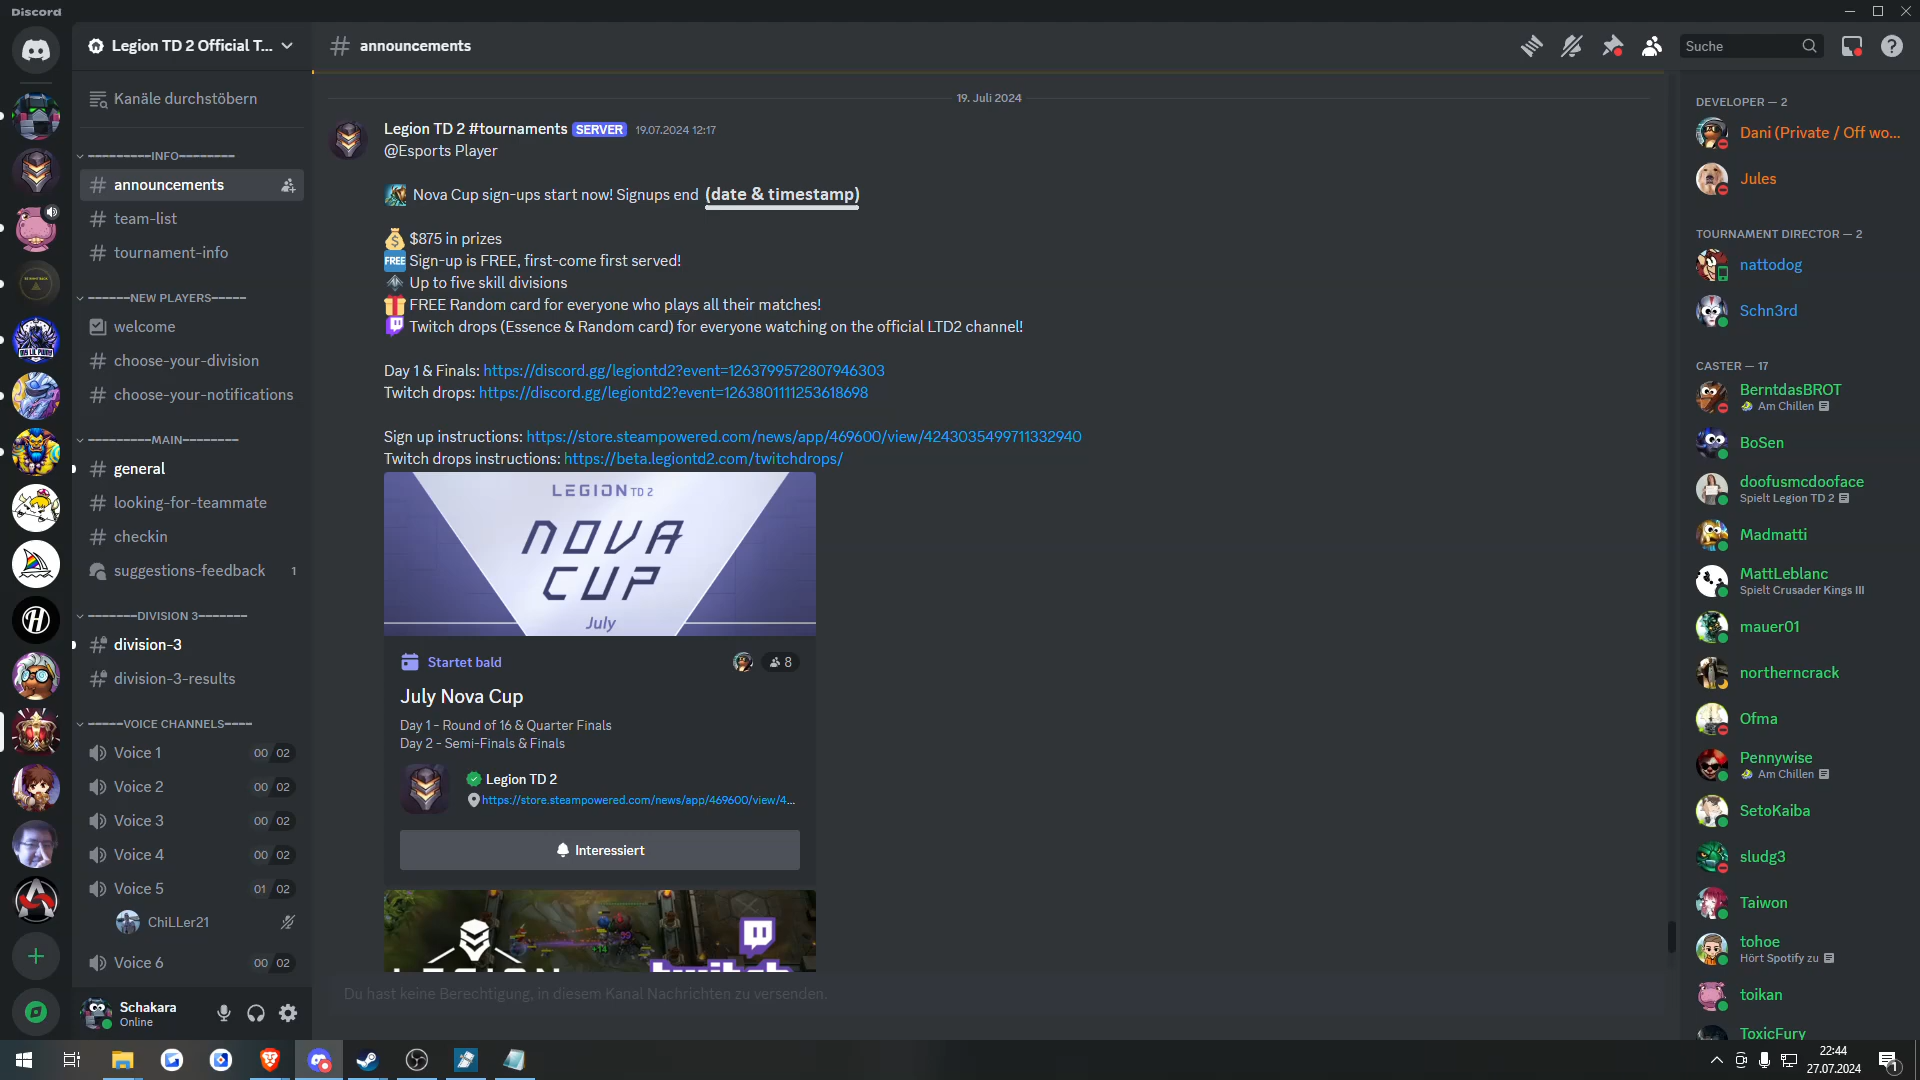 Discord
Legion TD 2 Official T...
announcements
Suche
Kanäle durchstöbern
INFO
announcements
team-list
tournament-info
NEW PLAYERS
welcome
choose-your-division
choose-your-notifications
MAIN
general
looking-for-teammate
checkin
suggestions-feedback 1
DIVISION 3
division-3
division-3-results
VOICE CHANNELS
Voice 1 00 02
Voice 2 00 02
Voice 3 00 02
Voice 4 00 02
Voice 5 01 02
ChiLLer21
Voice 6 00 02
Schakara
Online
19. Juli 2024
Legion TD 2 #tournaments SERVER 19.07.2024 12:17
@Esports Player
Nova Cup sign-ups start now! Signups end (date & timestamp)
$875 in prizes
FREE Sign-up is FREE, first-come first served!
Up to five skill divisions
FREE Random card for everyone who plays all their matches!
Twitch drops (Essence & Random card) for everyone watching on the official LTD2 channel!
Day 1 & Finals: https://discord.gg/legiontd2?event=1263799572807946303
Twitch drops: https://discord.gg/legiontd2?event=1263801111253618698
Sign up instructions: https://store.steampowered.com/news/app/469600/view/4243035499711332940
Twitch drops instructions: https://beta.legiontd2.com/twitchdrops/
LEGION TD 2
NOVA
CUP
July
Startet bald 8
July Nova Cup
Day 1 - Round of 16 & Quarter Finals
Day 2 - Semi-Finals & Finals
Legion TD 2
https://store.steampowered.com/news/app/469600/view/4...
Interessiert
LEGION twitch
Du hast keine Berechtigung, in diesem Kanal Nachrichten zu versenden.
DEVELOPER — 2
Dani (Private / Off wo...
Jules
TOURNAMENT DIRECTOR — 2
nattodog
Schn3rd
CASTER — 17
BerntdasBROT
Am Chillen
BoSen
doofusmcdooface
Spielt Legion TD 2
Madmatti
MattLeblanc
Spielt Crusader Kings III
mauer01
northerncrack
Ofma
Pennywise
Am Chillen
SetoKaiba
sludg3
Taiwon
tohoe
Hört Spotify zu
toikan
ToxicFury
22:44
27.07.2024
1